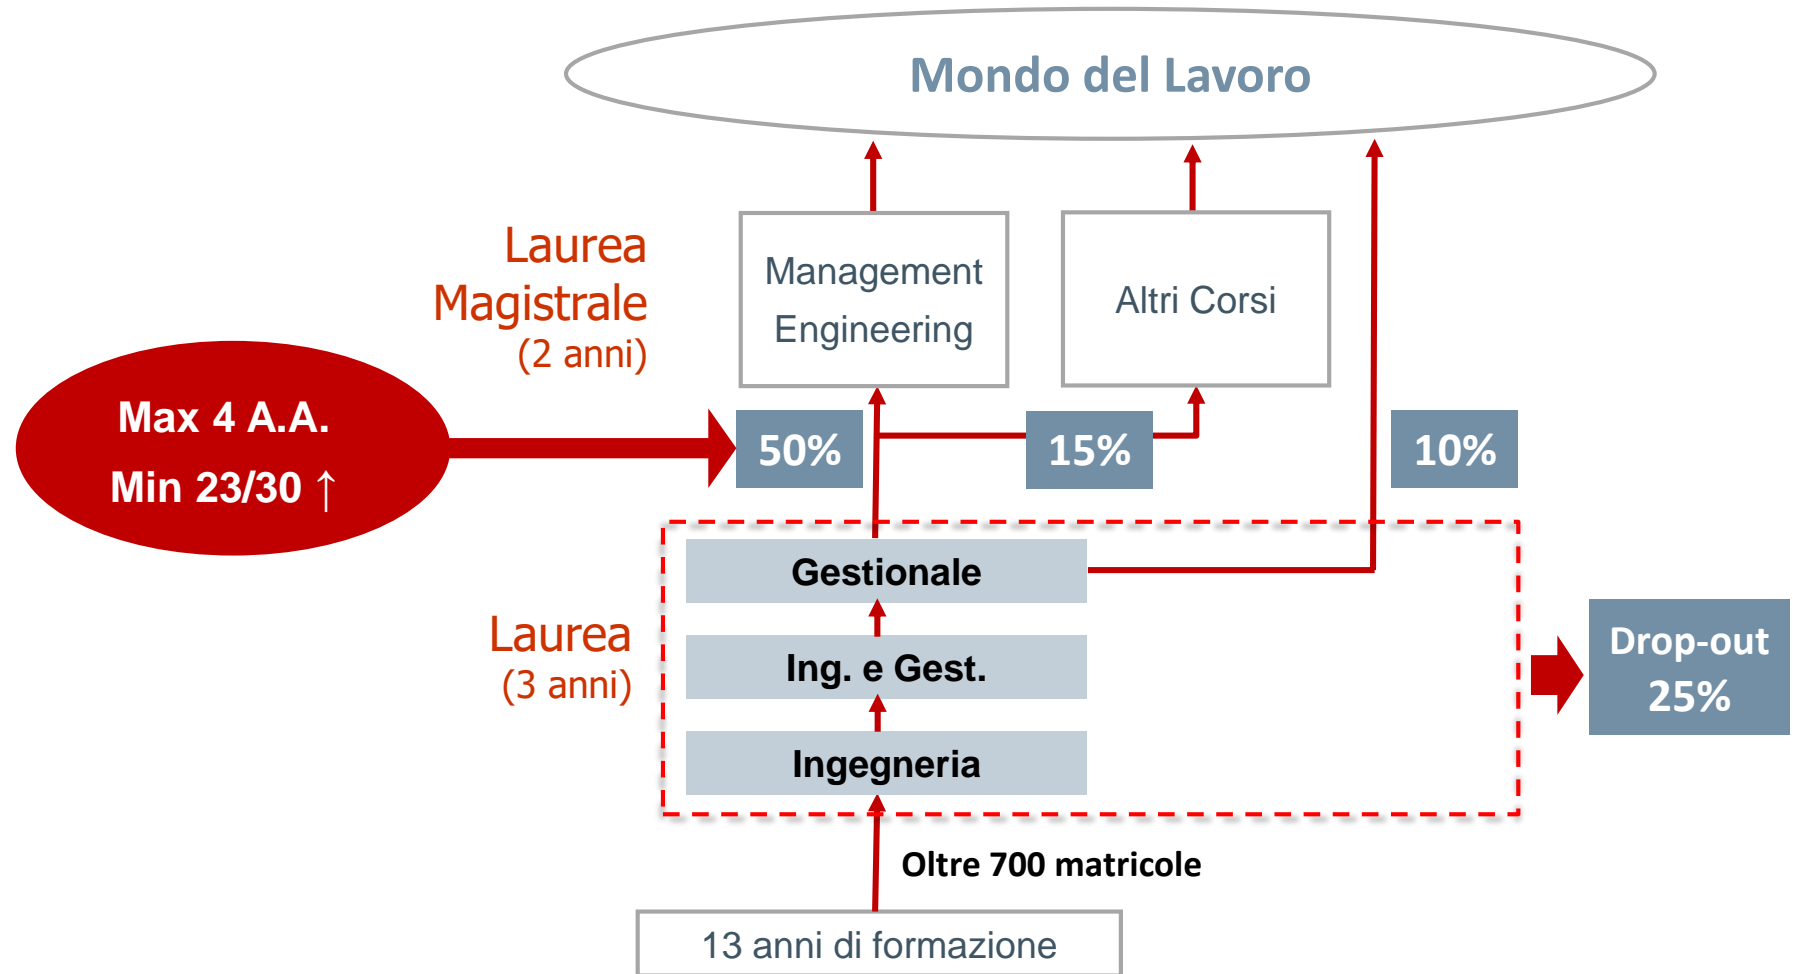 Mondo del Lavoro
Laurea
Magistrale
(2 anni)
Management
Engineering
Altri Corsi
Max 4 A.A.
Min 23/30 ↑
50%
15%
10%
Gestionale
Laurea
(3 anni)
Ing. e Gest.
Ingegneria
Drop-out
25%
Oltre 700 matricole
13 anni di formazione